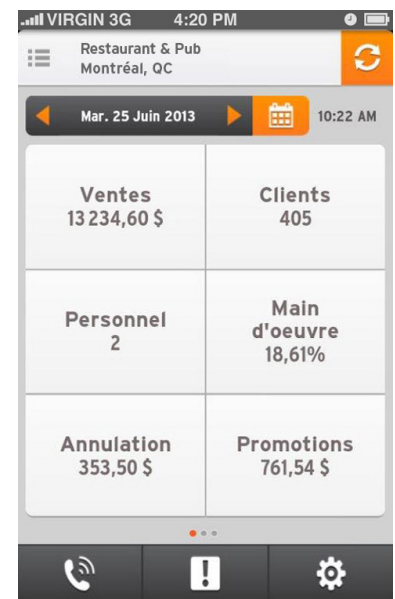 VIRGIN 3G 4:20 PM
Restaurant & Pub
Montréal, QC
Mar. 25 Juin 2013 10:22 AM
Ventes
13 234,60 $
Clients
405
Personnel
2
Main
d'oeuvre
18,61%
Annulation
353,50 $
Promotions
761,54 $